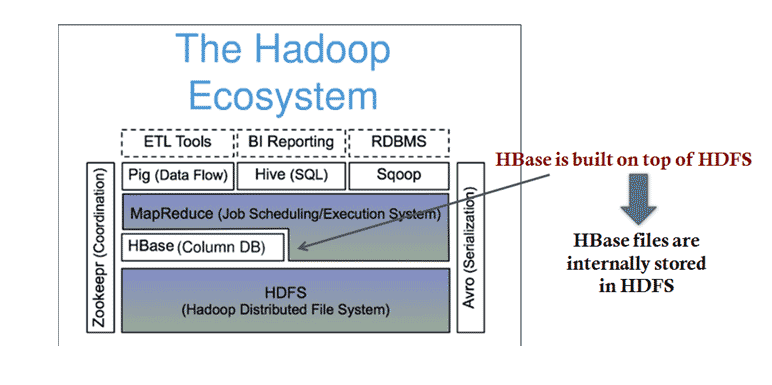 The Hadoop
Ecosystem
ETL Tools
BI Reporting
RDBMS
Pig (Data Flow)
Hive (SQL)
Sqoop
MapReduce (Job Scheduling/Execution System)
HBase (Column DB)
HDFS
(Hadoop Distributed File System)
Zookeepr (Coordination)
Avro (Serialization)
HBase is built on top of HDFS
HBase files are
internally stored
in HDFS